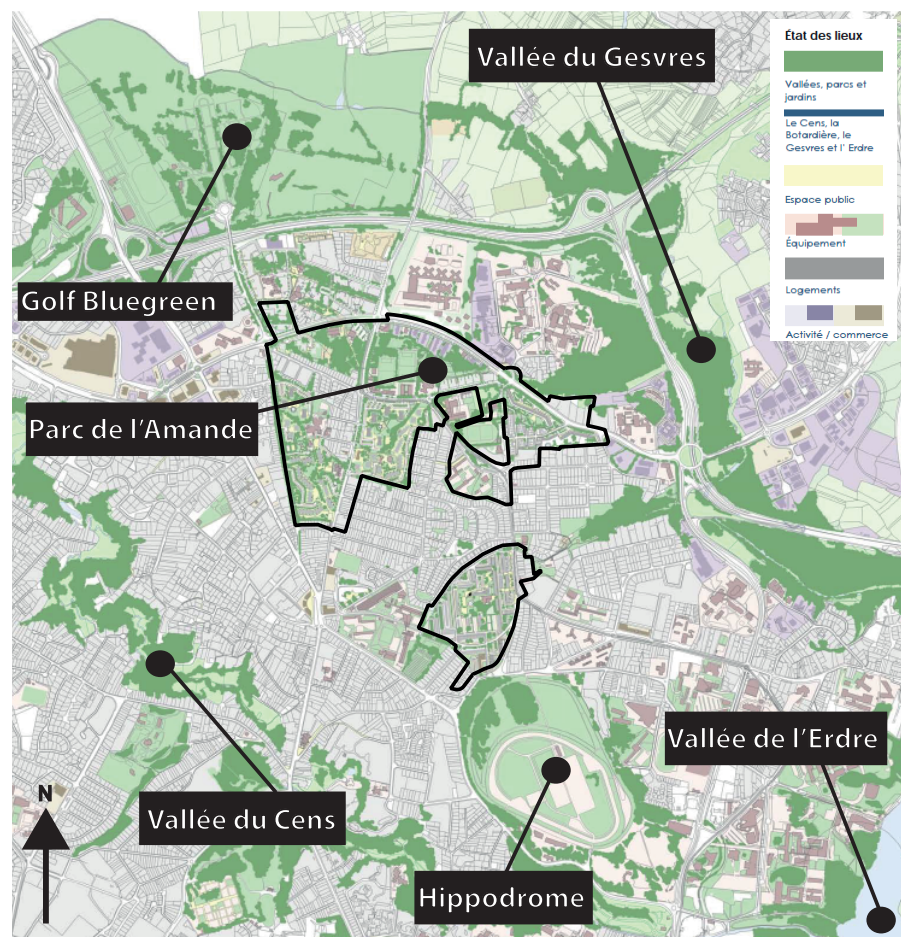 Vallée du Gesvres
État des lieux
Vallées, parcs et
jardins
Le Cens, la
Botardière, le
Gesvres et l' Erdre
Espace public
Équipement
Logements
Activité / commerce
Golf Bluegreen
Parc de l'Amande
Vallée de l'Erdre
N
Vallée du Cens
Hippodrome